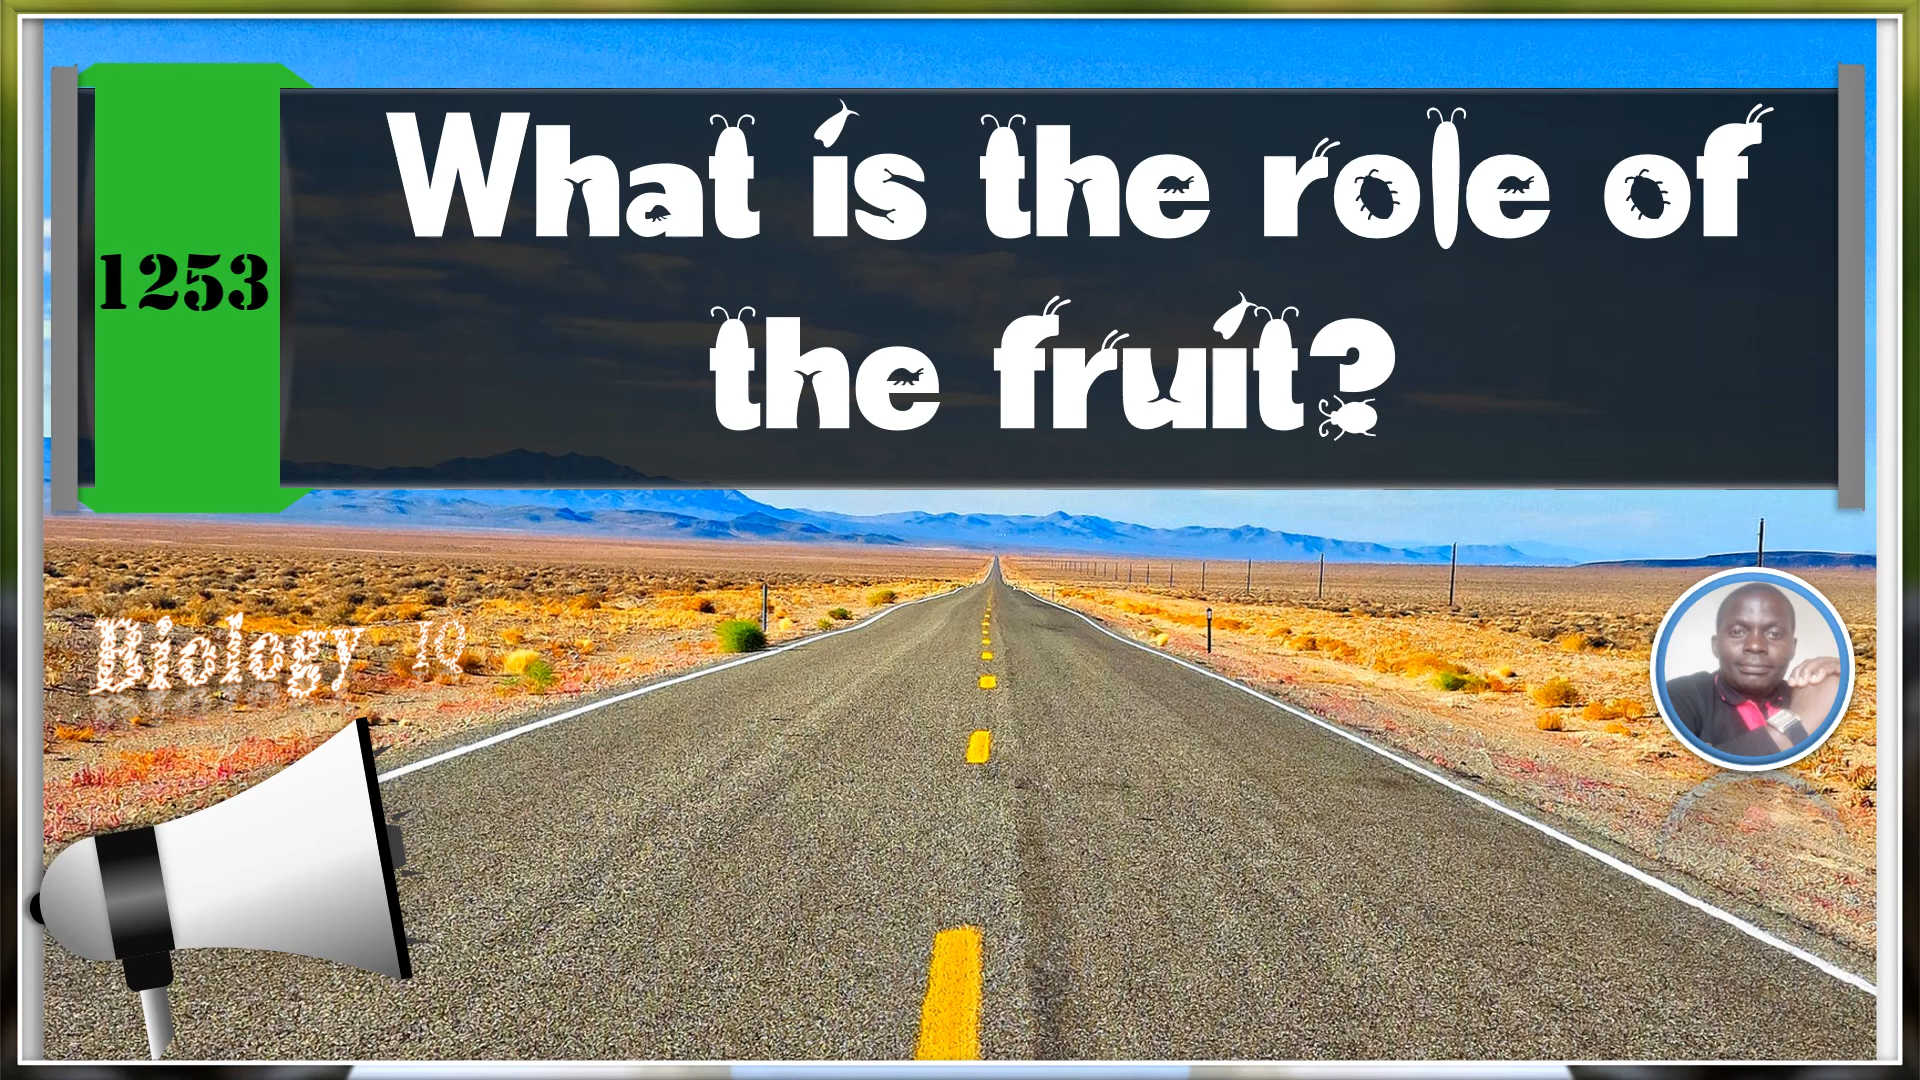 What is the role of
the fruit?
1253
Biology IQ